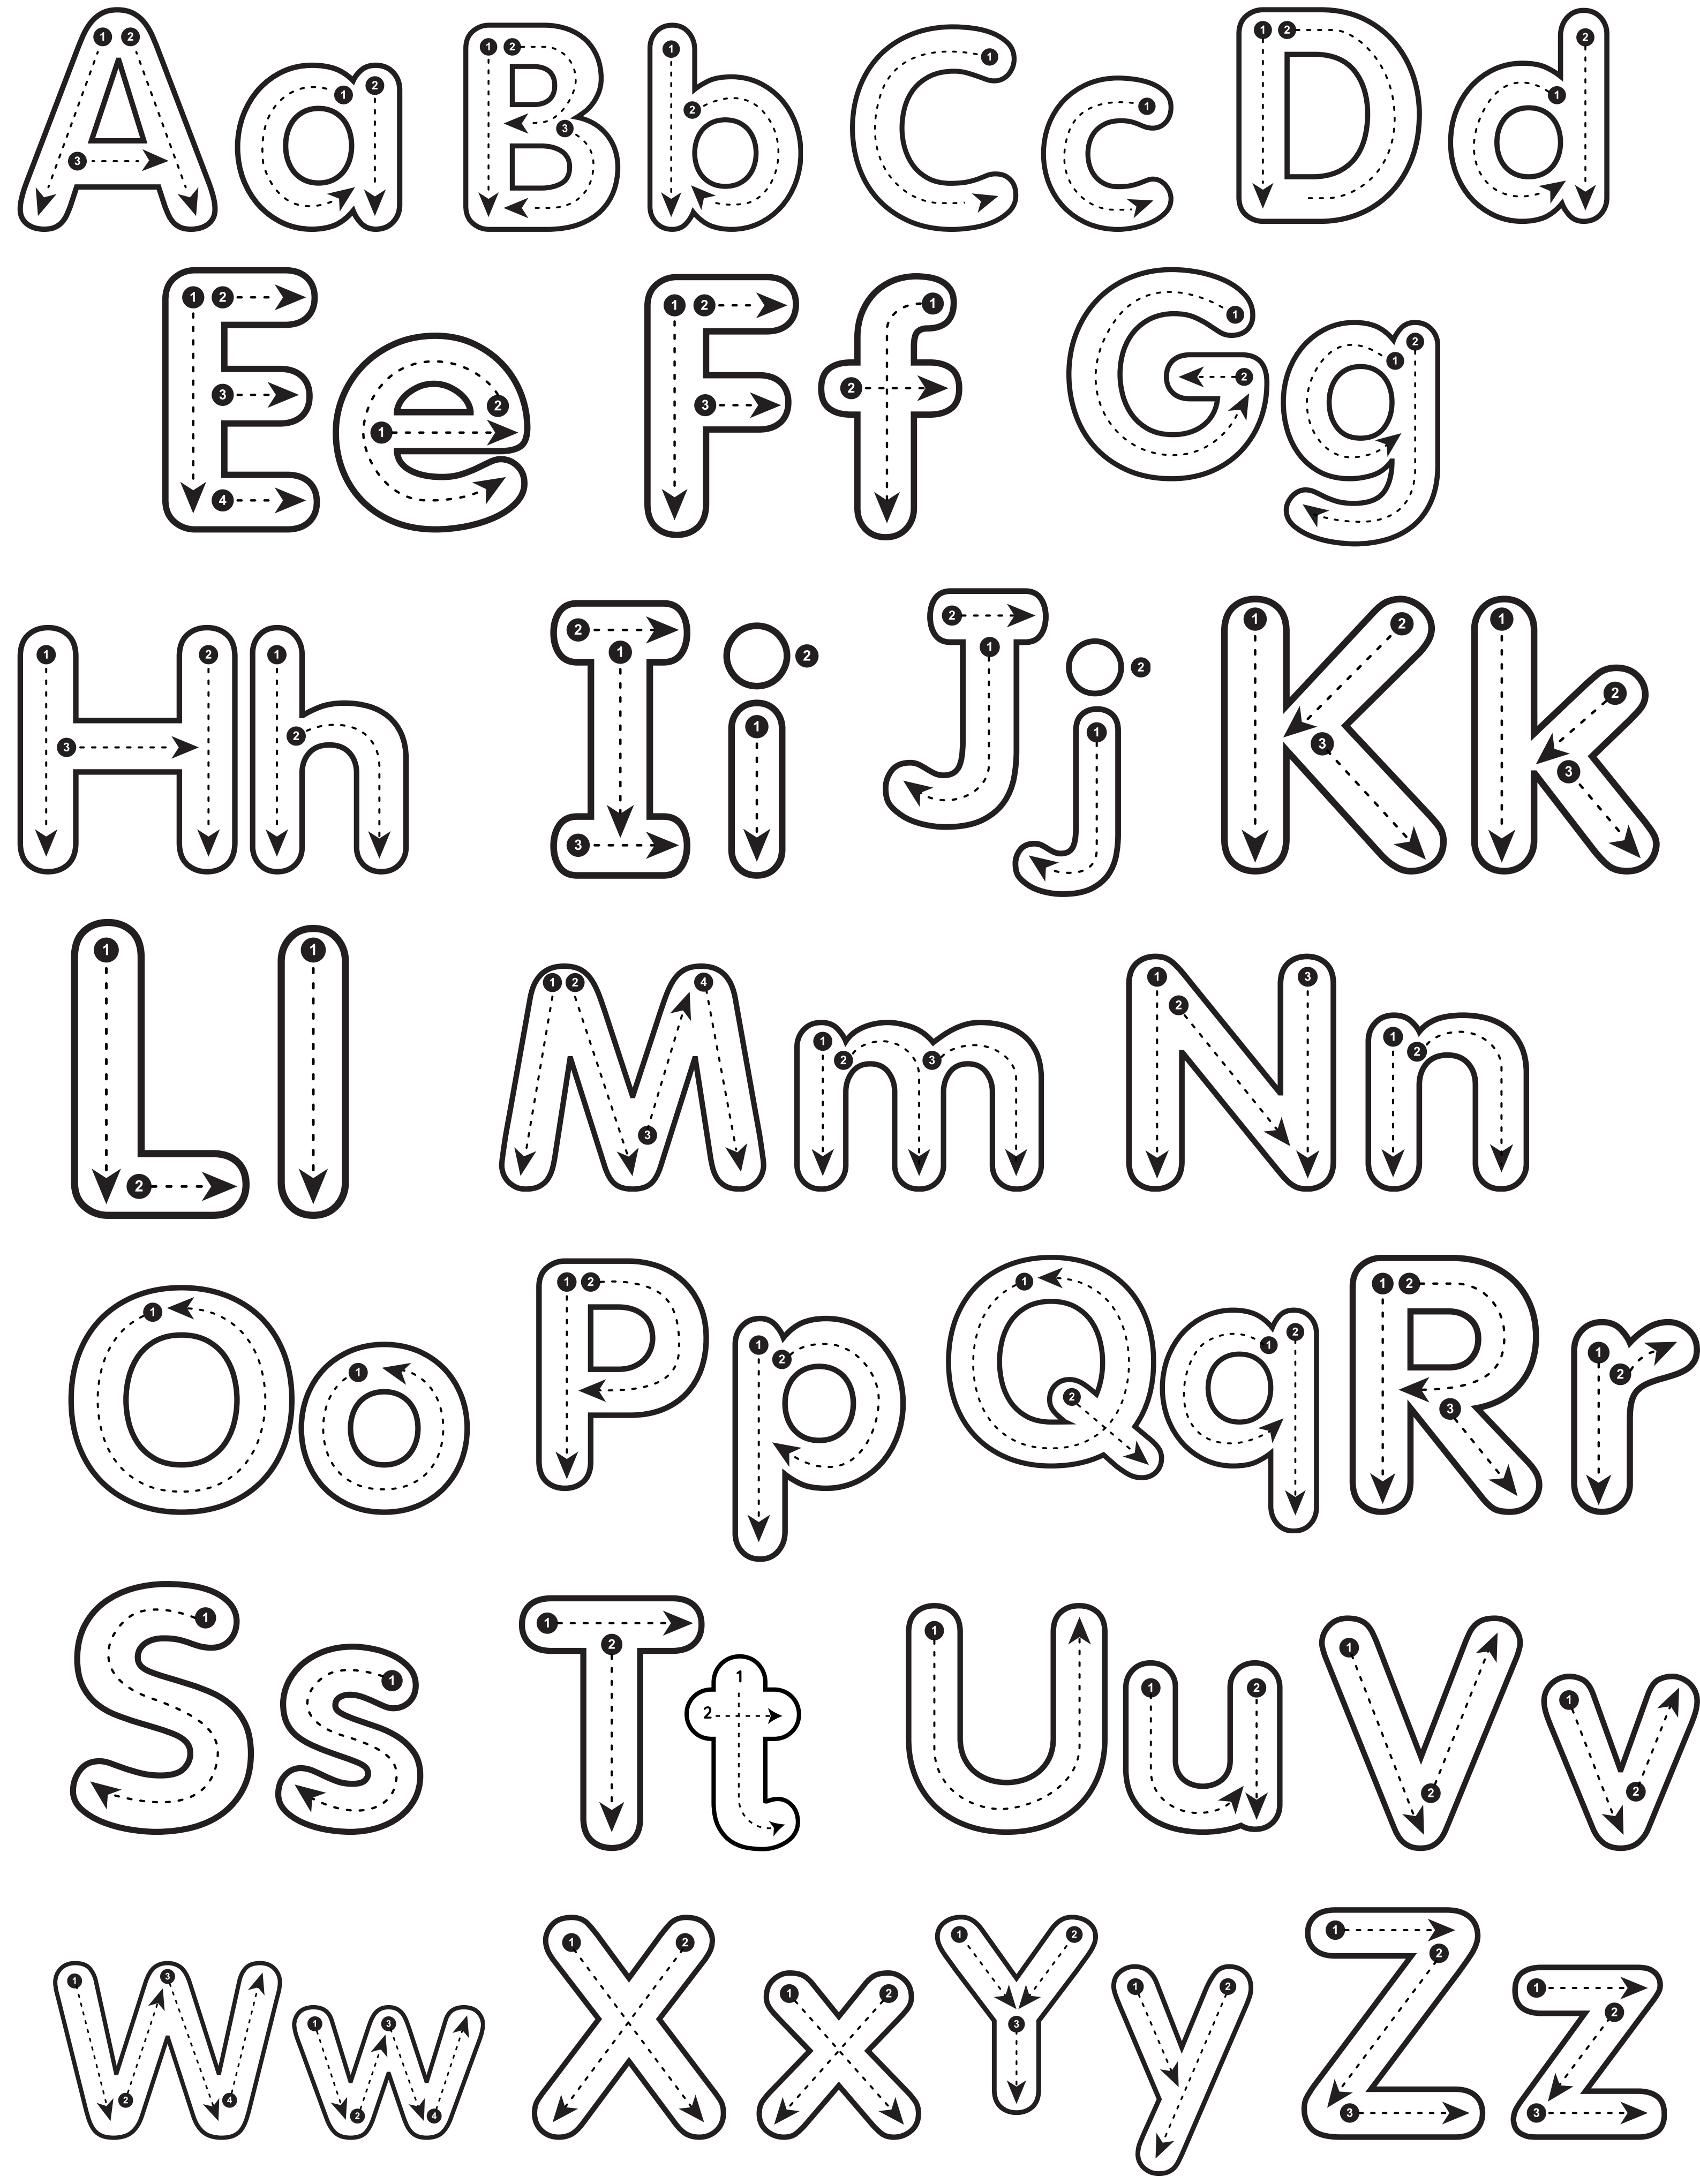 Aa Bb Cc Dd
Ee Ff Gg
Hh Ii Jj Kk
Ll Mm Nn
Oo Pp Qq Rr
Ss Tt Uu Vv
Ww Xx Yy Zz